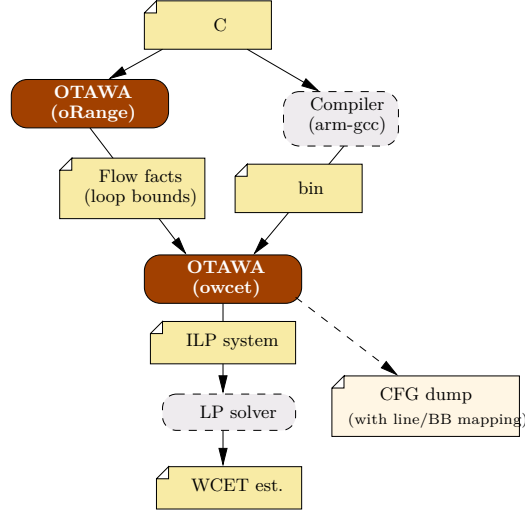 C
OTAWA
(oRange)
Compiler
(arm-gcc)
Flow facts
(loop bounds)
bin
OTAWA
(owcet)
ILP system
CFG dump
(with line/BB mapping)
LP solver
WCET est.